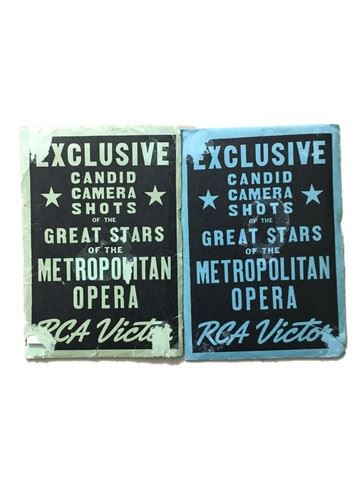 EXCLUSIVE
CANDID
CAMERA
SHOTS
OF THE
GREAT STARS
OF THE
METROPOLITAN
OPERA
RCA Victor
EXCLUSIVE
CANDID
CAMERA
SHOTS
OF THE
GREAT STARS
OF THE
METROPOLITAN
OPERA
RCA Victor